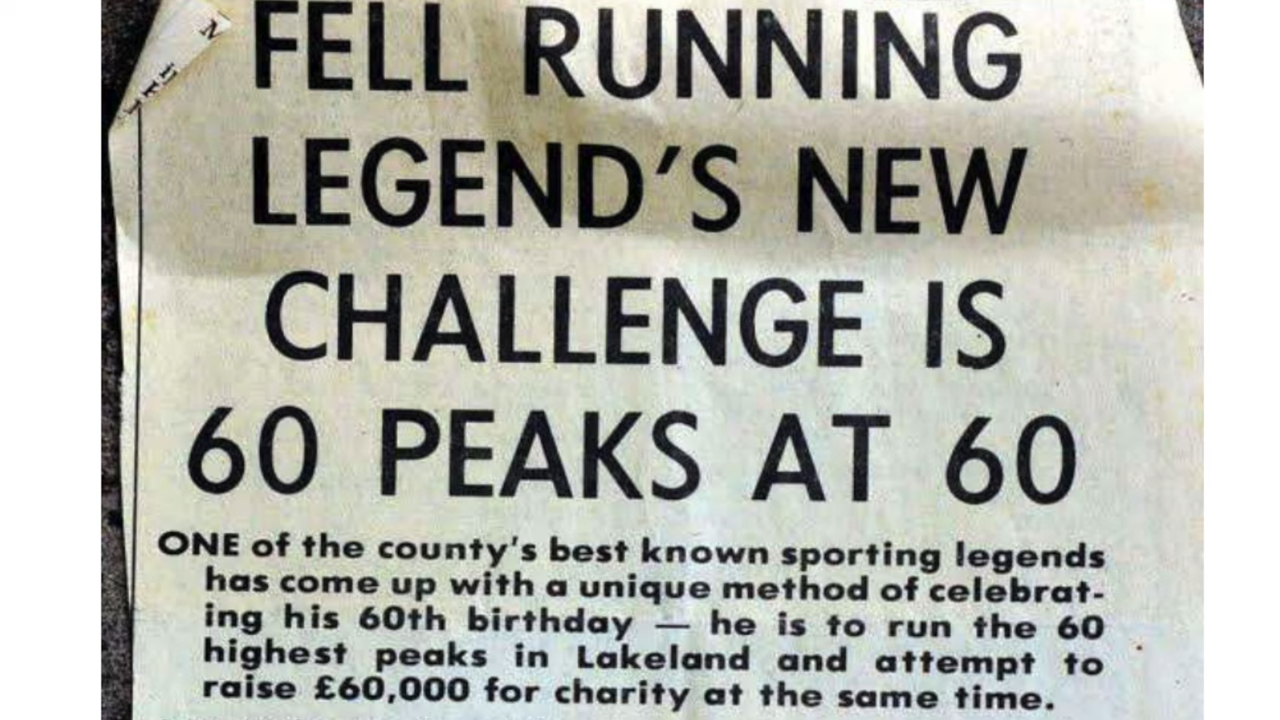 FELL RUNNING
LEGEND'S NEW
CHALLENGE IS
60 PEAKS AT 60
ONE of the county's best known sporting legends
has come up with a unique method of celebrat-
ing his 60th birthday — he is to run the 60
highest peaks in Lakeland and attempt to
raise £60,000 for charity at the same time.